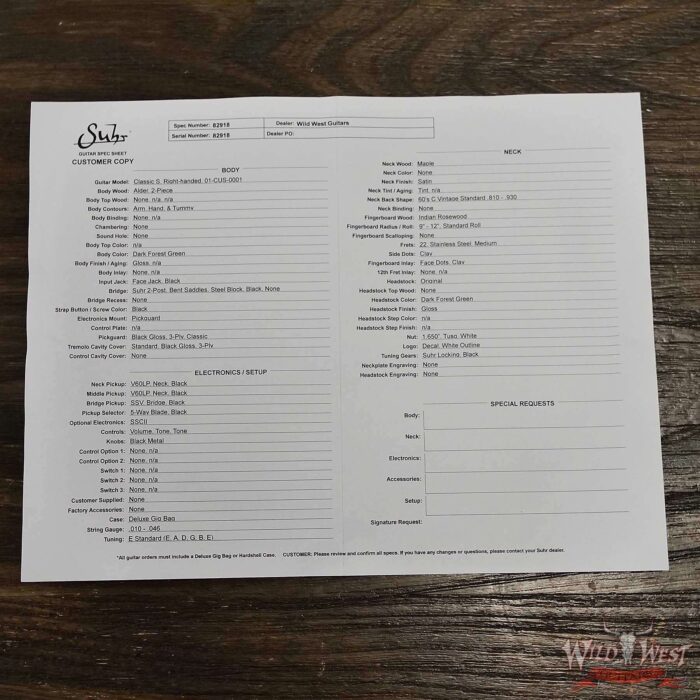 Suhr
GUITAR SPEC SHEET
CUSTOMER COPY
Spec Number: 82918
Dealer: Wild West Guitars
Serial Number: 82918
Dealer PO:
BODY
Guitar Model: Classic S, Right-handed, 01-CUS-0001
Body Wood: Alder, 2-Piece
Body Top Wood: None, n/a, n/a
Body Contours: Arm, Hand, & Tummy
Body Binding: None, n/a
Chambering: None
Sound Hole: None
Body Top Color: n/a
Body Color: Dark Forest Green
Body Finish / Aging: Gloss, n/a
Body Inlay: None, n/a
Input Jack: Face Jack, Black
Bridge: Suhr 2-Post, Bent Saddles, Steel Block, Black, None
Bridge Recess: None
Strap Button / Screw Color: Black
Electronics Mount: Pickguard
Control Plate: n/a
Pickguard: Black Gloss, 3-Ply, Classic
Tremolo Cavity Cover: Standard, Black Gloss, 3-Ply
Control Cavity Cover: None
ELECTRONICS / SETUP
Neck Pickup: V60LP, Neck, Black
Middle Pickup: V60LP, Neck, Black
Bridge Pickup: SSV, Bridge, Black
Pickup Selector: 5-Way Blade, Black
Optional Electronics: SSCII
Controls: Volume, Tone, Tone
Knobs: Black Metal
Control Option 1: None, n/a
Control Option 2: None, n/a
Switch 1: None, n/a
Switch 2: None, n/a
Switch 3: None, n/a
Customer Supplied: None
Factory Accessories: None
Case: Deluxe Gig Bag
String Gauge: .010 - .046
Tuning: E Standard (E, A, D, G, B, E)
NECK
Neck Wood: Maple
Neck Color: None
Neck Finish: Satin
Neck Tint / Aging: Tint, n/a
Neck Back Shape: 60's C Vintage Standard .810 - .930
Neck Binding: None
Fingerboard Wood: Indian Rosewood
Fingerboard Radius / Roll: 9" - 12", Standard Roll
Fingerboard Scalloping: None
Frets: 22, Stainless Steel, Medium
Side Dots: Clay
Fingerboard Inlay: Face Dots, Clay
12th Fret Inlay: None, n/a
Headstock: Original
Headstock Top Wood: None
Headstock Color: Dark Forest Green
Headstock Finish: Gloss
Headstock Step Color: n/a
Headstock Step Finish: n/a
Nut: 1.650", Tusq, White
Logo: Decal, White Outline
Tuning Gears: Suhr Locking, Black
Neckplate Engraving: None
Headstock Engraving: None
SPECIAL REQUESTS
Body:
Neck:
Electronics:
Accessories:
Setup:
Signature Request:
*All guitar orders must include a Deluxe Gig Bag or Hardshell Case. CUSTOMER: Please review and confirm all specs. If you have any changes or questions, please contact your Suhr dealer.
WILD WEST
GUITARS